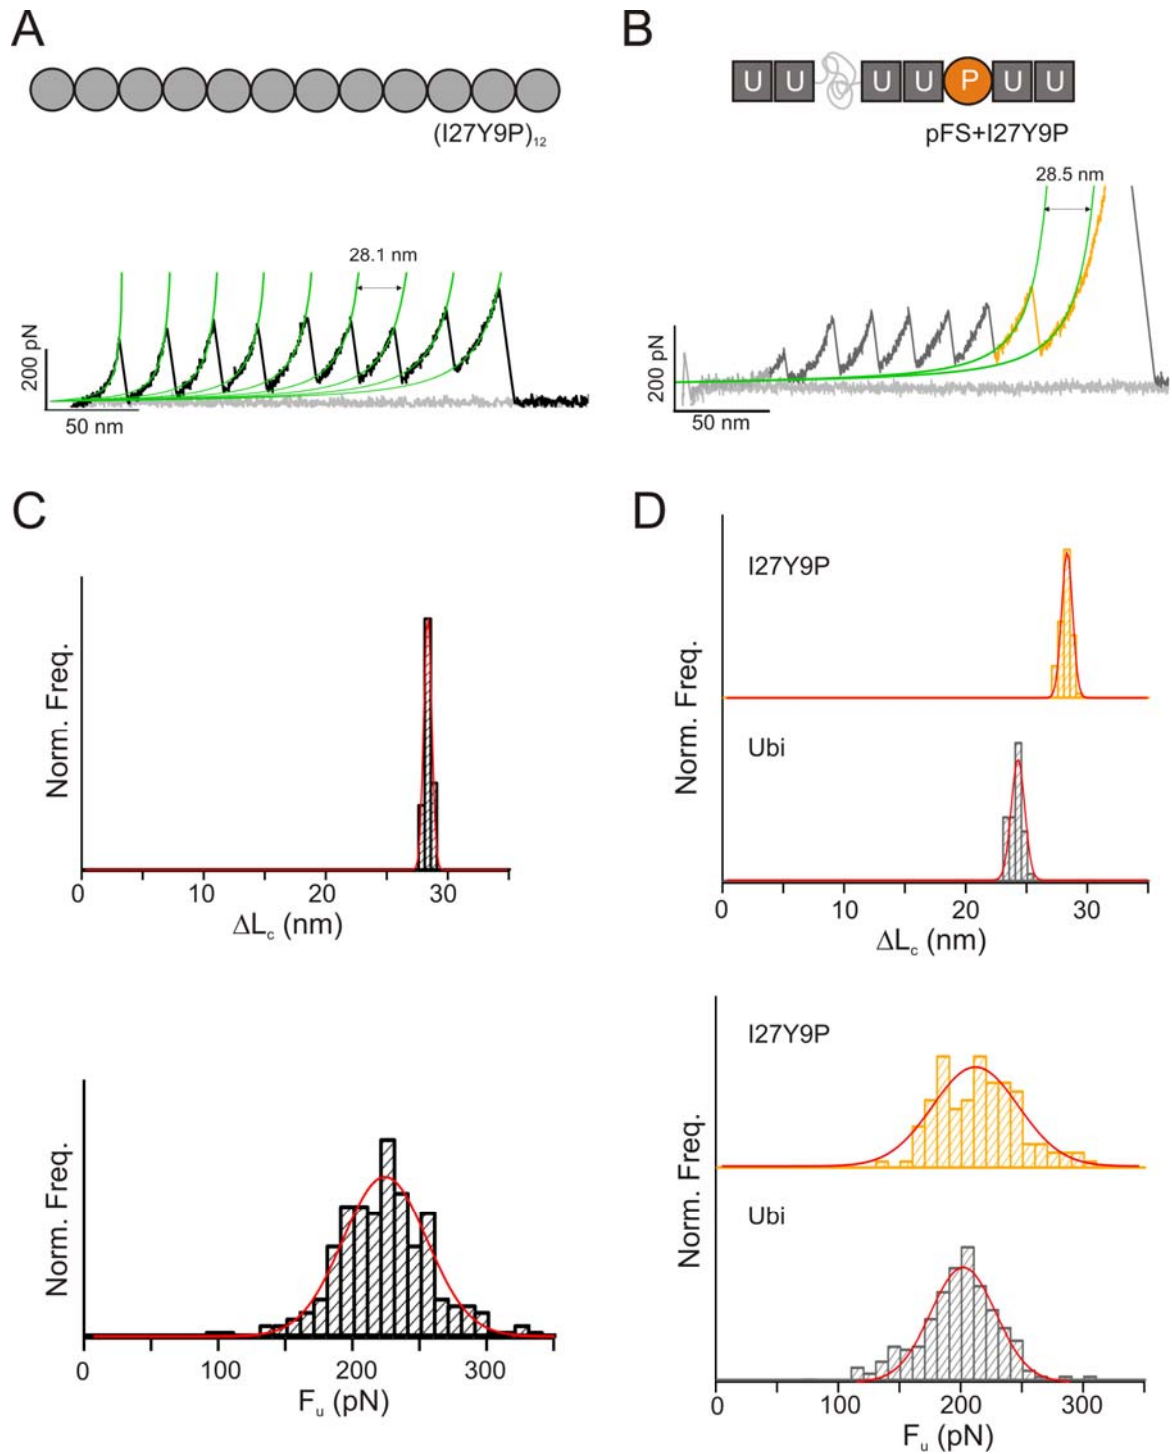 A
(I27Y9P)₁₂
28.1 nm
200 pN
50 nm
B
U U U U P U U
pFS+I27Y9P
28.5 nm
200 pN
50 nm
C
Norm. Freq.
0 10 20 30
ΔL꜀ (nm)
Norm. Freq.
0 100 200 300
Fᵤ (pN)
D
I27Y9P
Ubi
Norm. Freq.
0 10 20 30
ΔL꜀ (nm)
I27Y9P
Ubi
Norm. Freq.
0 100 200 300
Fᵤ (pN)